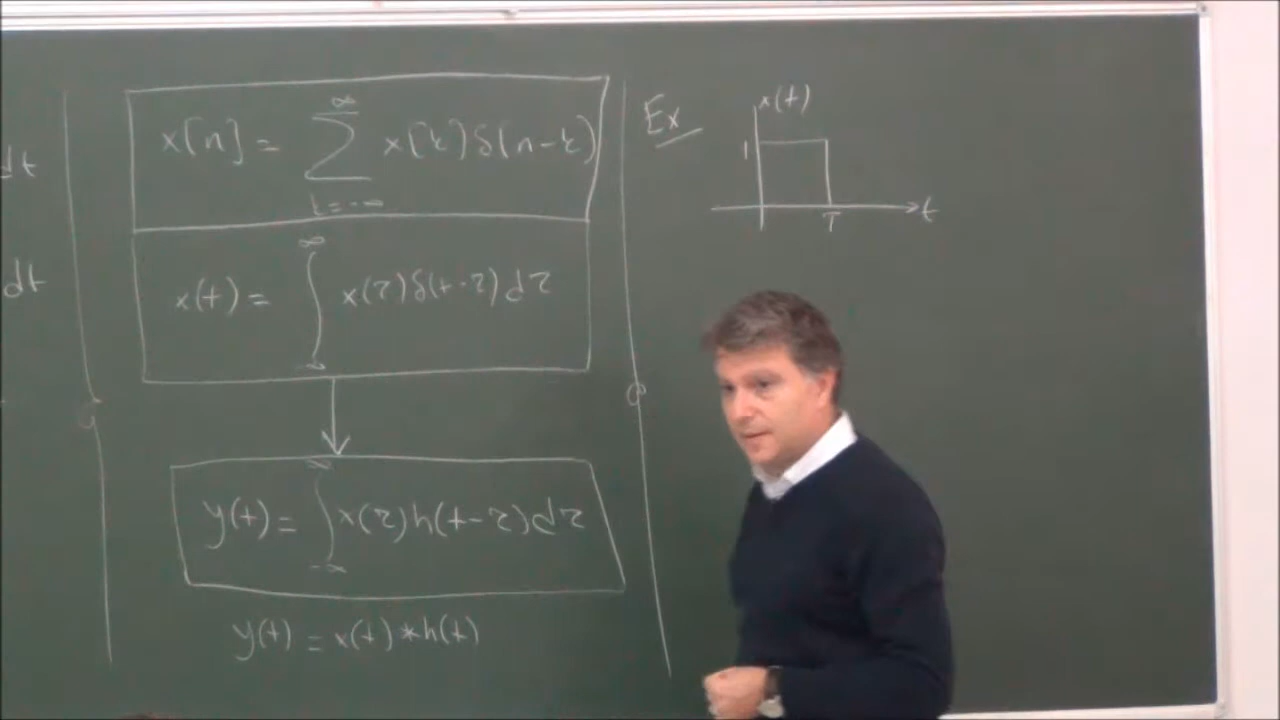 dt
dt
x[n] = ∞ ∑ k=-∞ x[k]δ[n-k]
x(t) = ∞ ∫ -∞ x(τ)δ(t-τ)dτ
y(t) = ∞ ∫ -∞ x(τ)h(t-τ)dτ
y(t) = x(t)*h(t)
Ex
x(t)
1
T
t